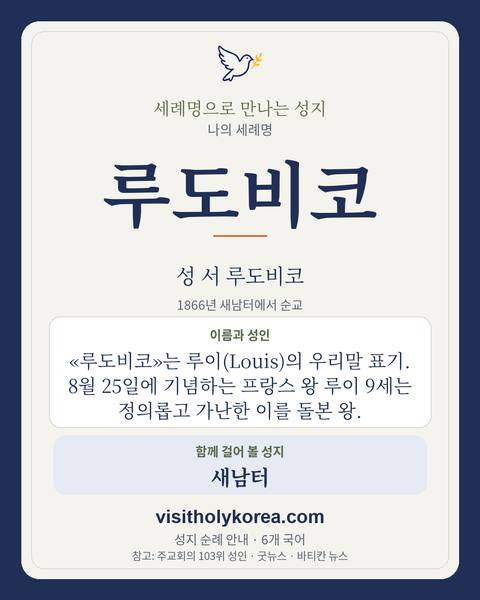 세례명으로 만나는 성지
나의 세례명
루도비코
성 서 루도비코
1866년 새남터에서 순교
이름과 성인
«루도비코»는 루이(Louis)의 우리말 표기.
8월 25일에 기념하는 프랑스 왕 루이 9세는
정의롭고 가난한 이를 돌본 왕.
함께 걸어 볼 성지
새남터
visitholykorea.com
성지 순례 안내 · 6개 국어
참고: 주교회의 103위 성인 · 굿뉴스 · 바티칸 뉴스